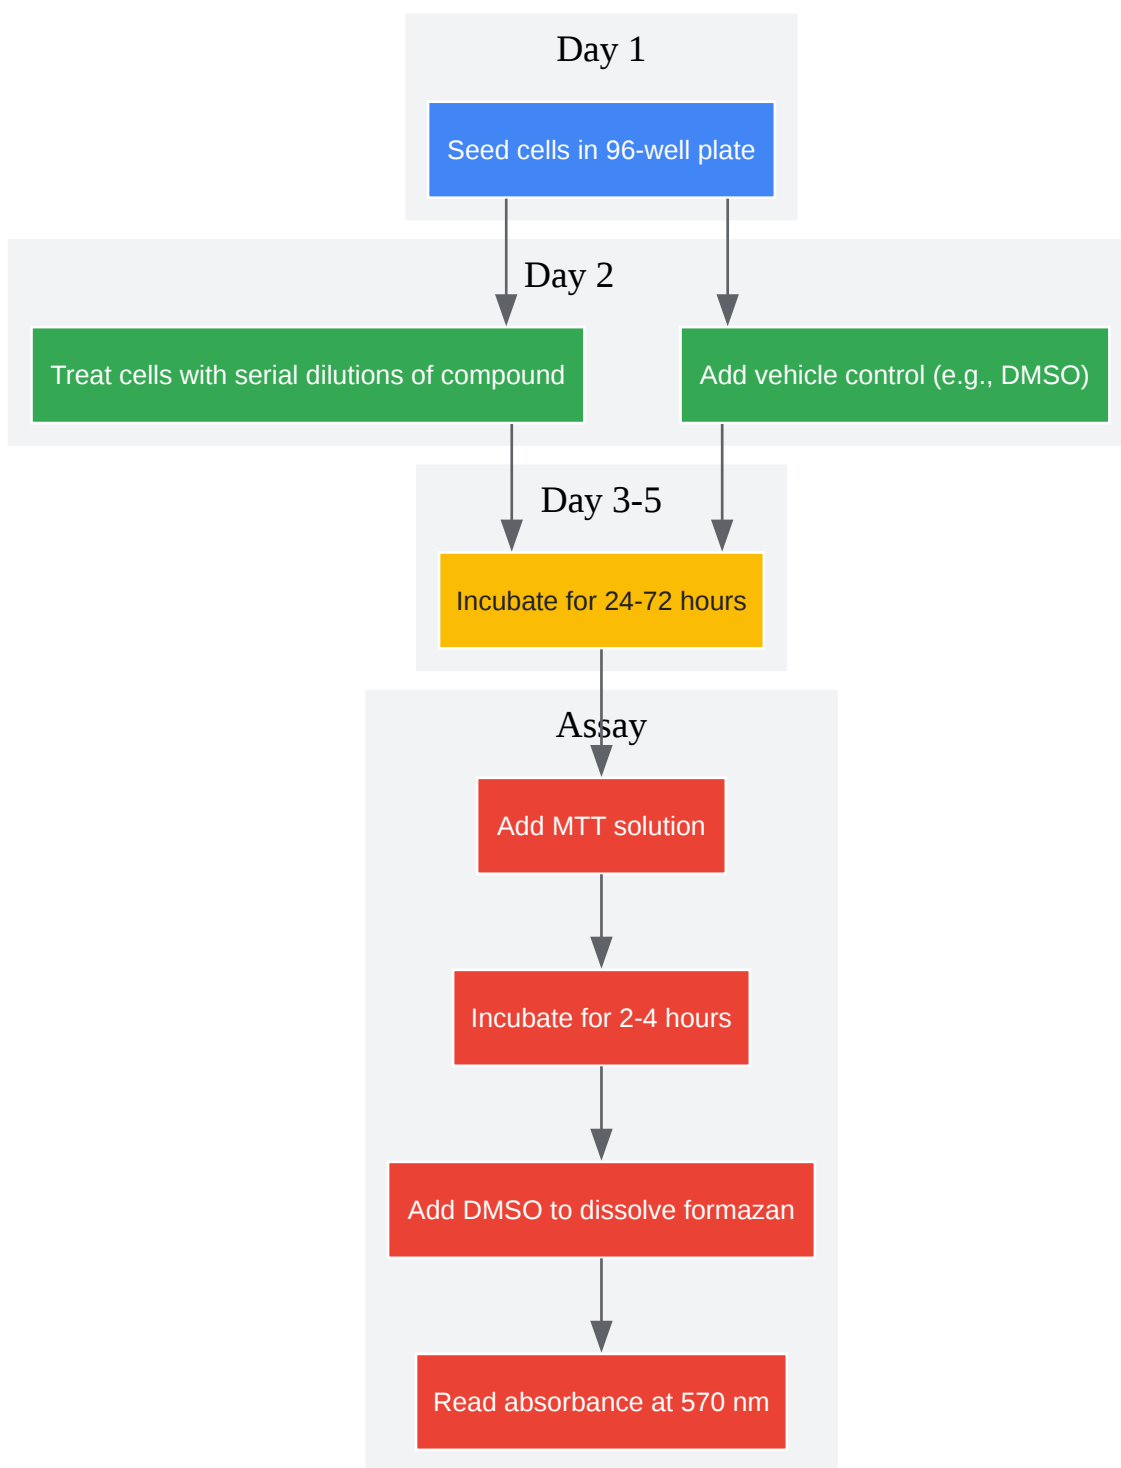 Day 1
Seed cells in 96-well plate
Day 2
Treat cells with serial dilutions of compound
Add vehicle control (e.g., DMSO)
Day 3-5
Incubate for 24-72 hours
Assay
Add MTT solution
Incubate for 2-4 hours
Add DMSO to dissolve formazan
Read absorbance at 570 nm